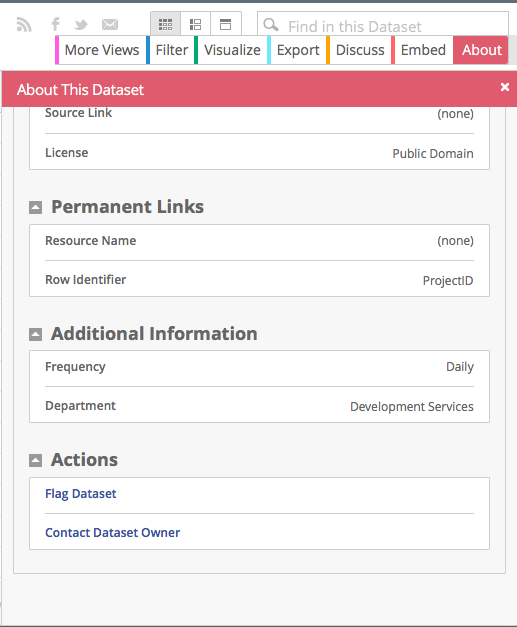 Find in this Dataset
More Views Filter Visualize Export Discuss Embed About
About This Dataset
Source Link (none)
License Public Domain
Permanent Links
Resource Name (none)
Row Identifier ProjectID
Additional Information
Frequency Daily
Department Development Services
Actions
Flag Dataset
Contact Dataset Owner